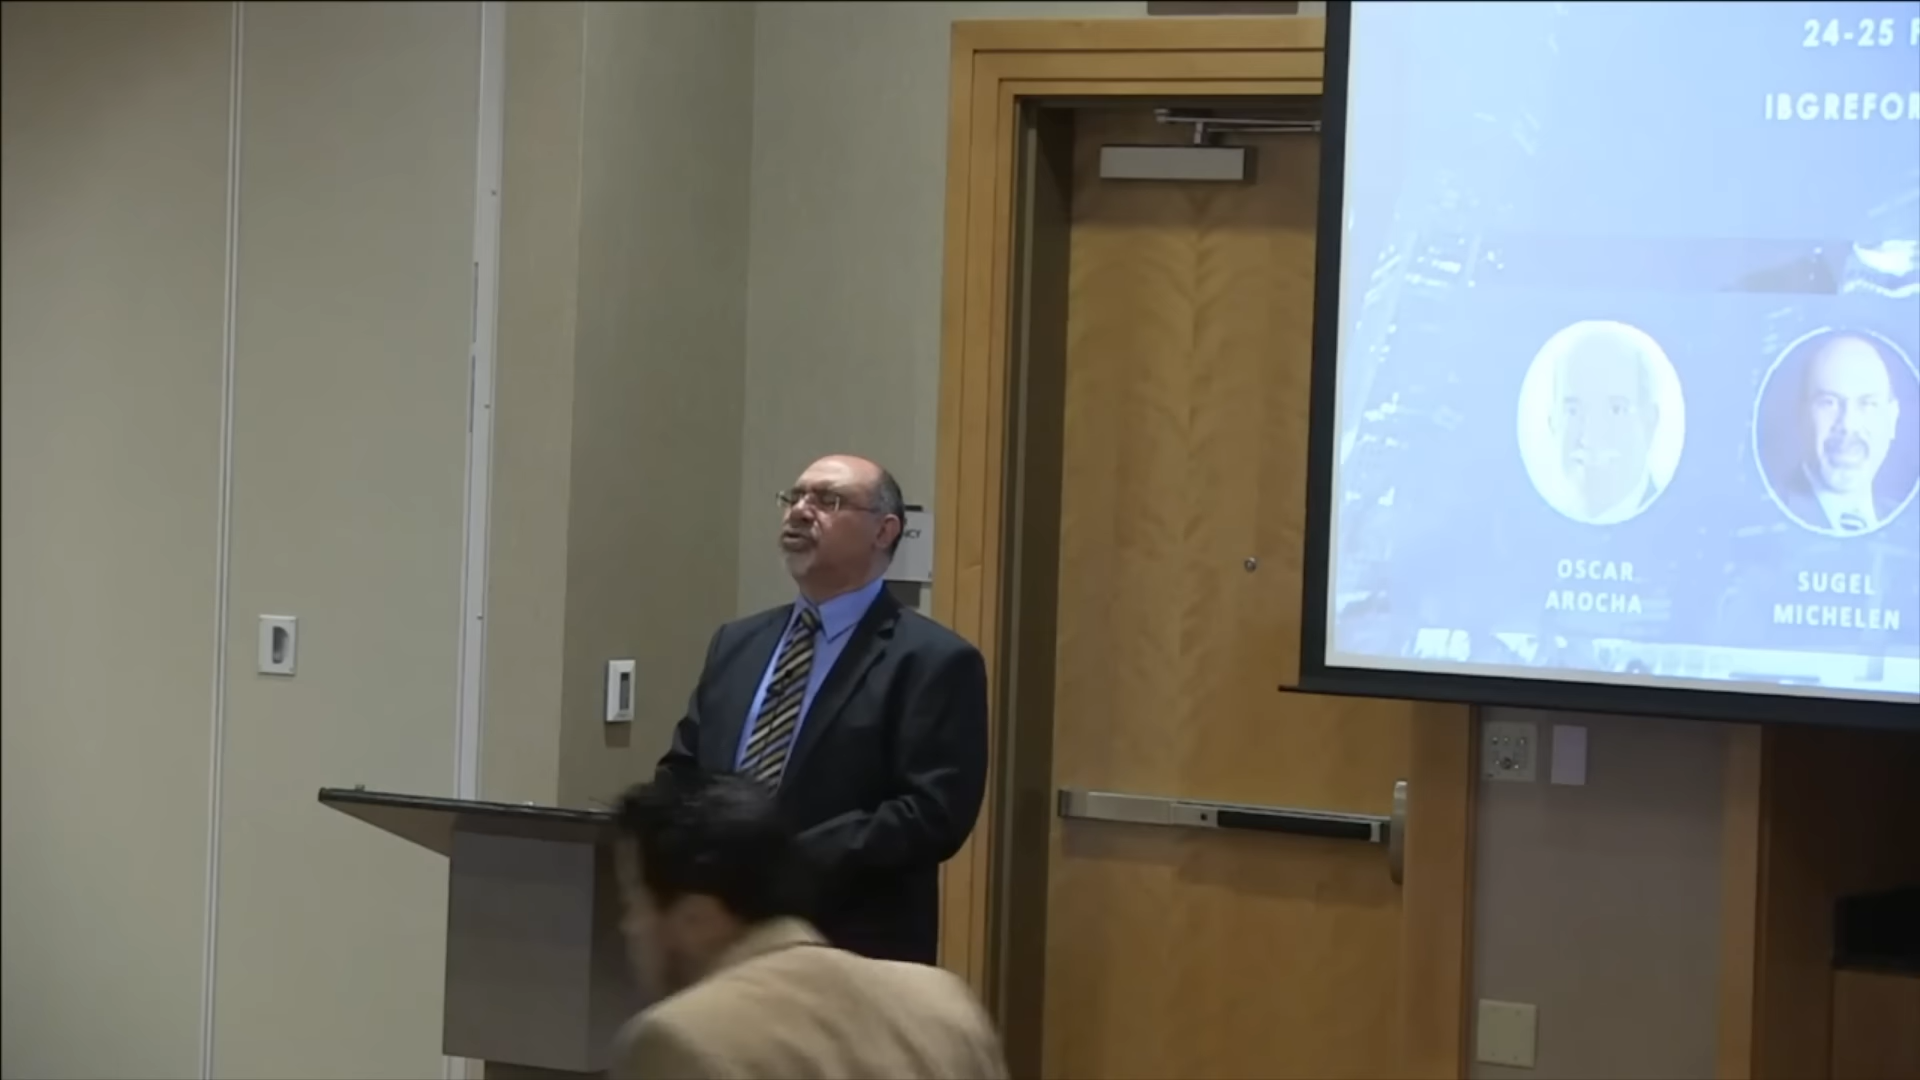 24-25 F
IBGREFOR
OSCAR
AROCHA
SUGEL
MICHELEN